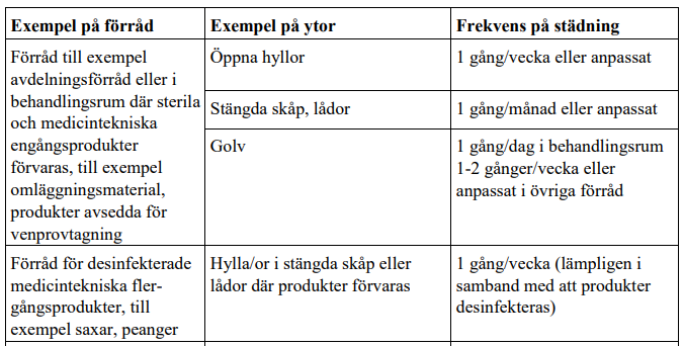 Exempel på förråd
Exempel på ytor
Frekvens på städning
Förråd till exempel
avdelningsförråd eller i
behandlingsrum där sterila
och medicintekniska
engångsprodukter
förvaras, till exempel
omläggningsmaterial,
produkter avsedda för
venprovtagning
Öppna hyllor
1 gång/vecka eller anpassat
Stängda skåp, lådor
1 gång/månad eller anpassat
Golv
1 gång/dag i behandlingsrum
1-2 gånger/vecka eller
anpassat i övriga förråd
Förråd för desinfekterade
medicintekniska fler-
gångsprodukter, till
exempel saxar, peanger
Hylla/or i stängda skåp eller
lådor där produkter förvaras
1 gång/vecka (lämpligen i
samband med att produkter
desinfekteras)